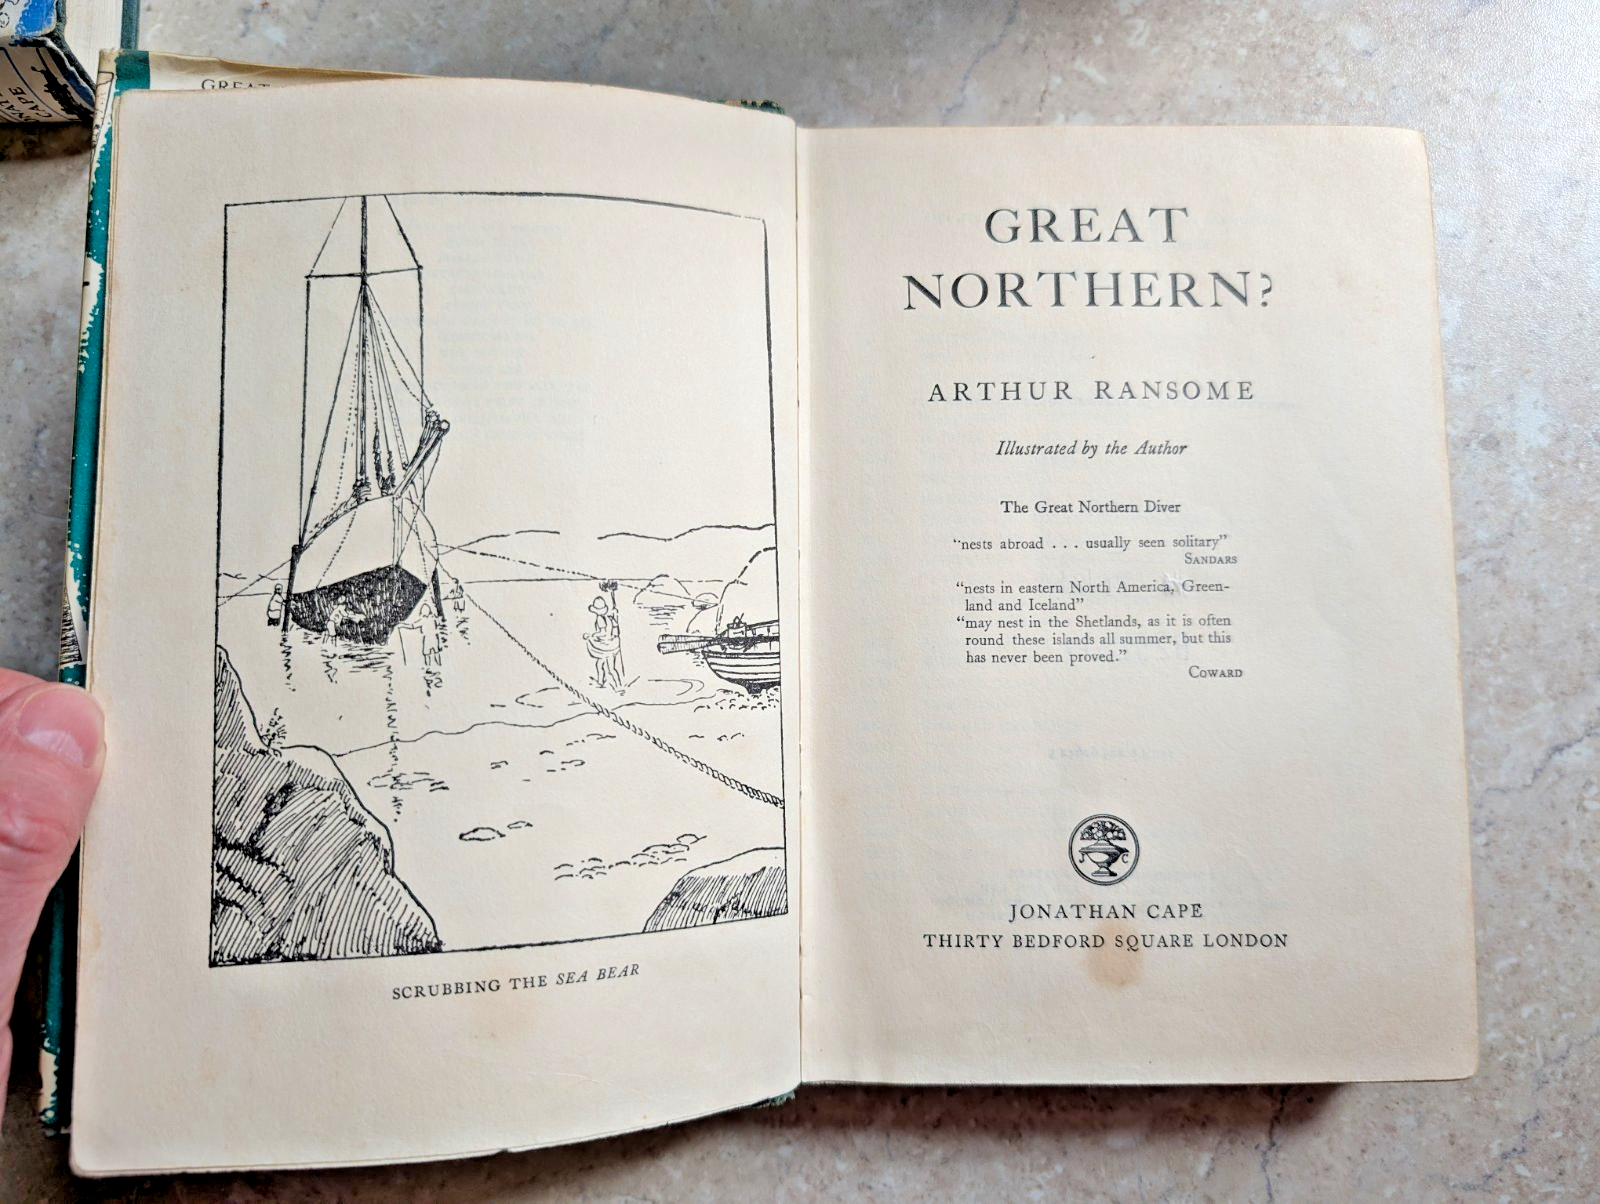 CAPE
GREAT
SCRUBBING THE SEA BEAR
GREAT
NORTHERN?
ARTHUR RANSOME
Illustrated by the Author
The Great Northern Diver
"nests abroad . . . usually seen solitary"
SANDARS
"nests in eastern North America, Green-
land and Iceland"
"may nest in the Shetlands, as it is often
round these islands all summer, but this
has never been proved."
COWARD
J C
JONATHAN CAPE
THIRTY BEDFORD SQUARE LONDON